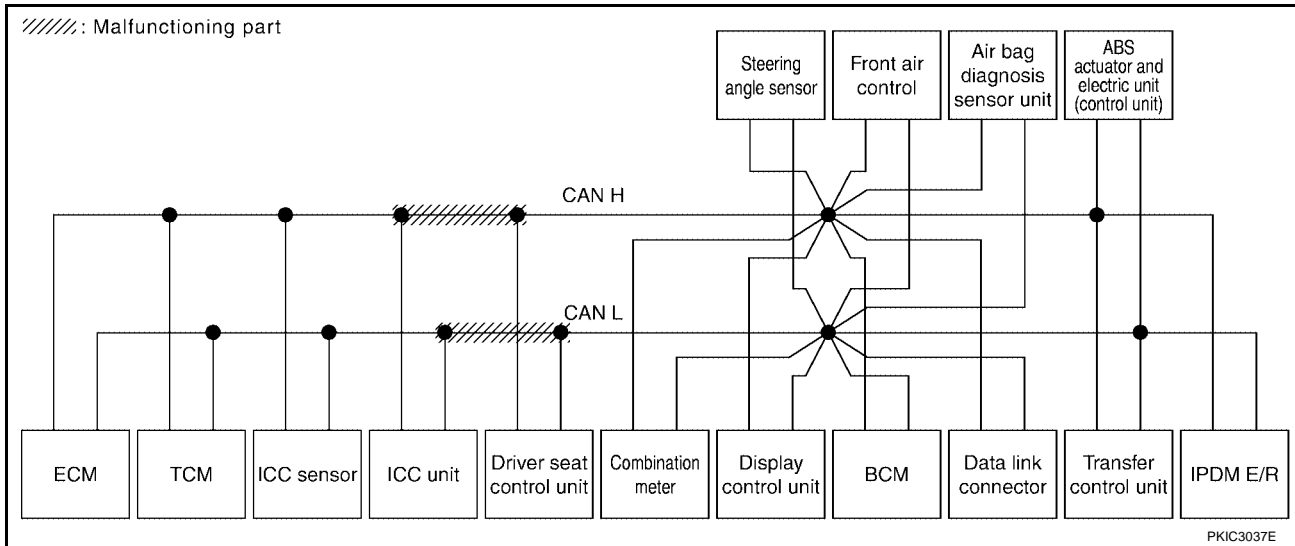 : Malfunctioning part
Steering
angle sensor
Front air
control
Air bag
diagnosis
sensor unit
ABS
actuator and
electric unit
(control unit)
CAN H
CAN L
ECM
TCM
ICC sensor
ICC unit
Driver seat
control unit
Combination
meter
Display
control unit
BCM
Data link
connector
Transfer
control unit
IPDM E/R
PKIC3037E